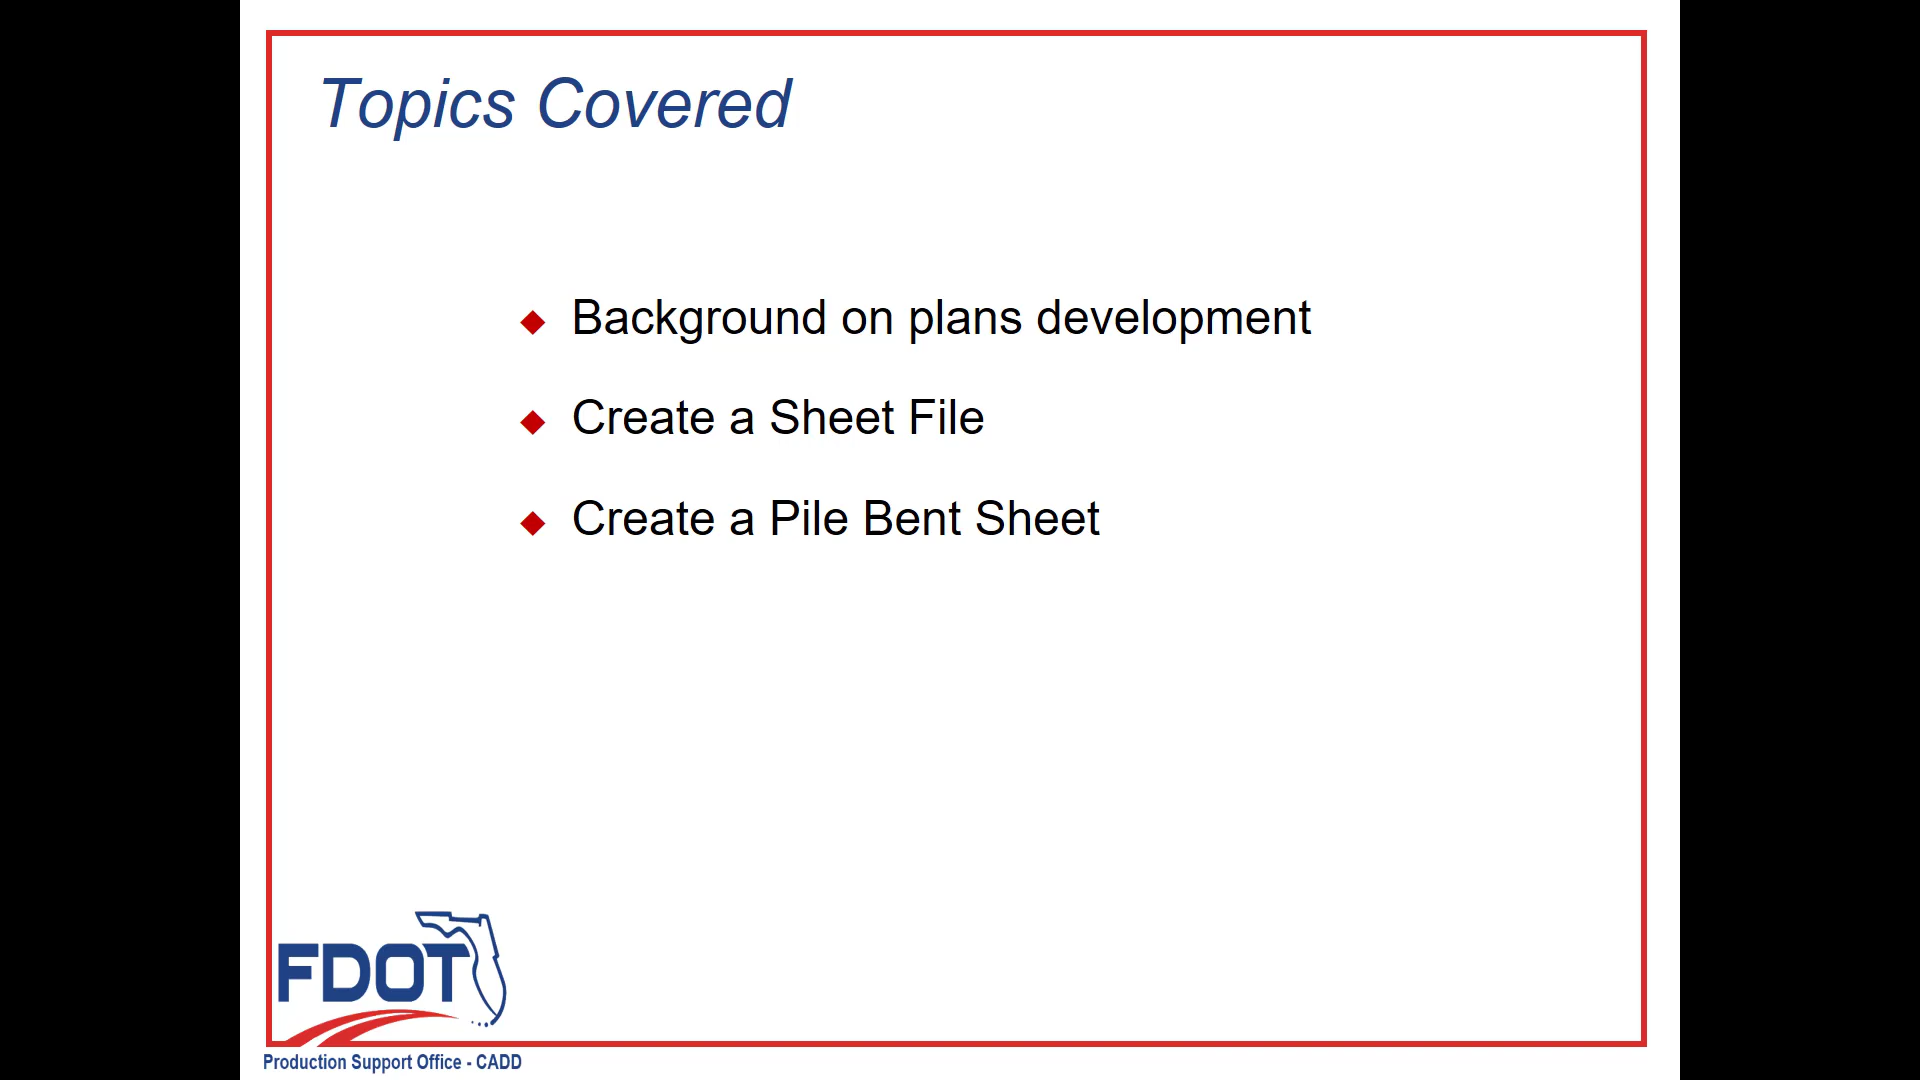 Topics Covered
Background on plans development
Create a Sheet File
Create a Pile Bent Sheet
FDOT
Production Support Office - CADD